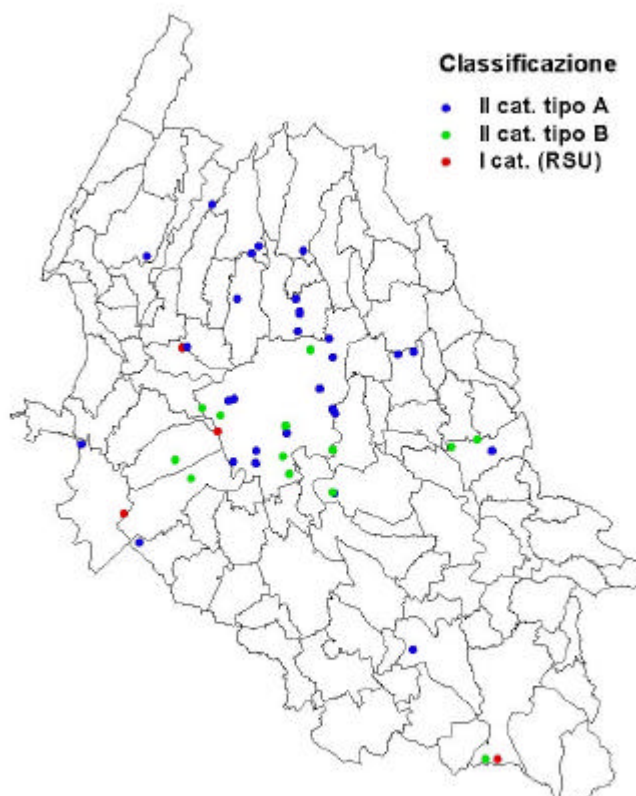 Classificazione
II cat. tipo A
II cat. tipo B
I cat. (RSU)